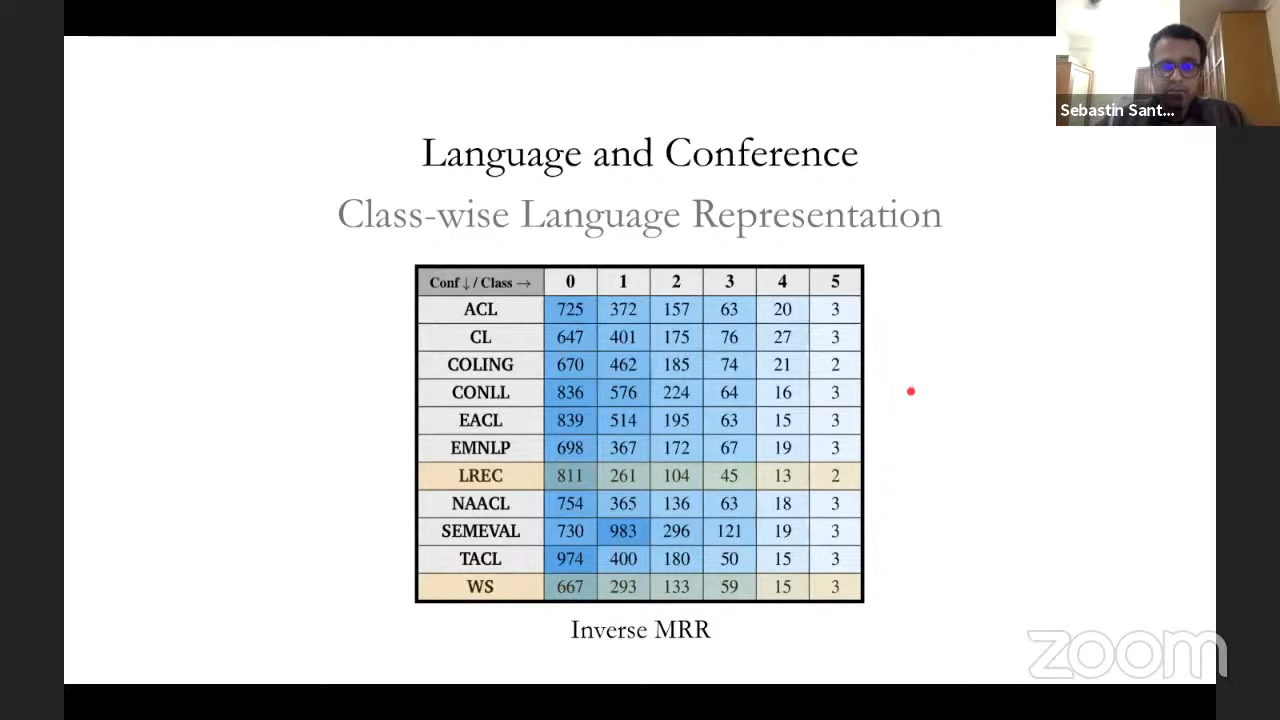 Sebastin Sant...
Language and Conference
Class-wise Language Representation
Conf ↓ / Class → 0 1 2 3 4 5
ACL 725 372 157 63 20 3
CL 647 401 175 76 27 3
COLING 670 462 185 74 21 2
CONLL 836 576 224 64 16 3
EACL 839 514 195 63 15 3
EMNLP 698 367 172 67 19 3
LREC 811 261 104 45 13 2
NAACL 754 365 136 63 18 3
SEMEVAL 730 983 296 121 19 3
TACL 974 400 180 50 15 3
WS 667 293 133 59 15 3
Inverse MRR
zoom